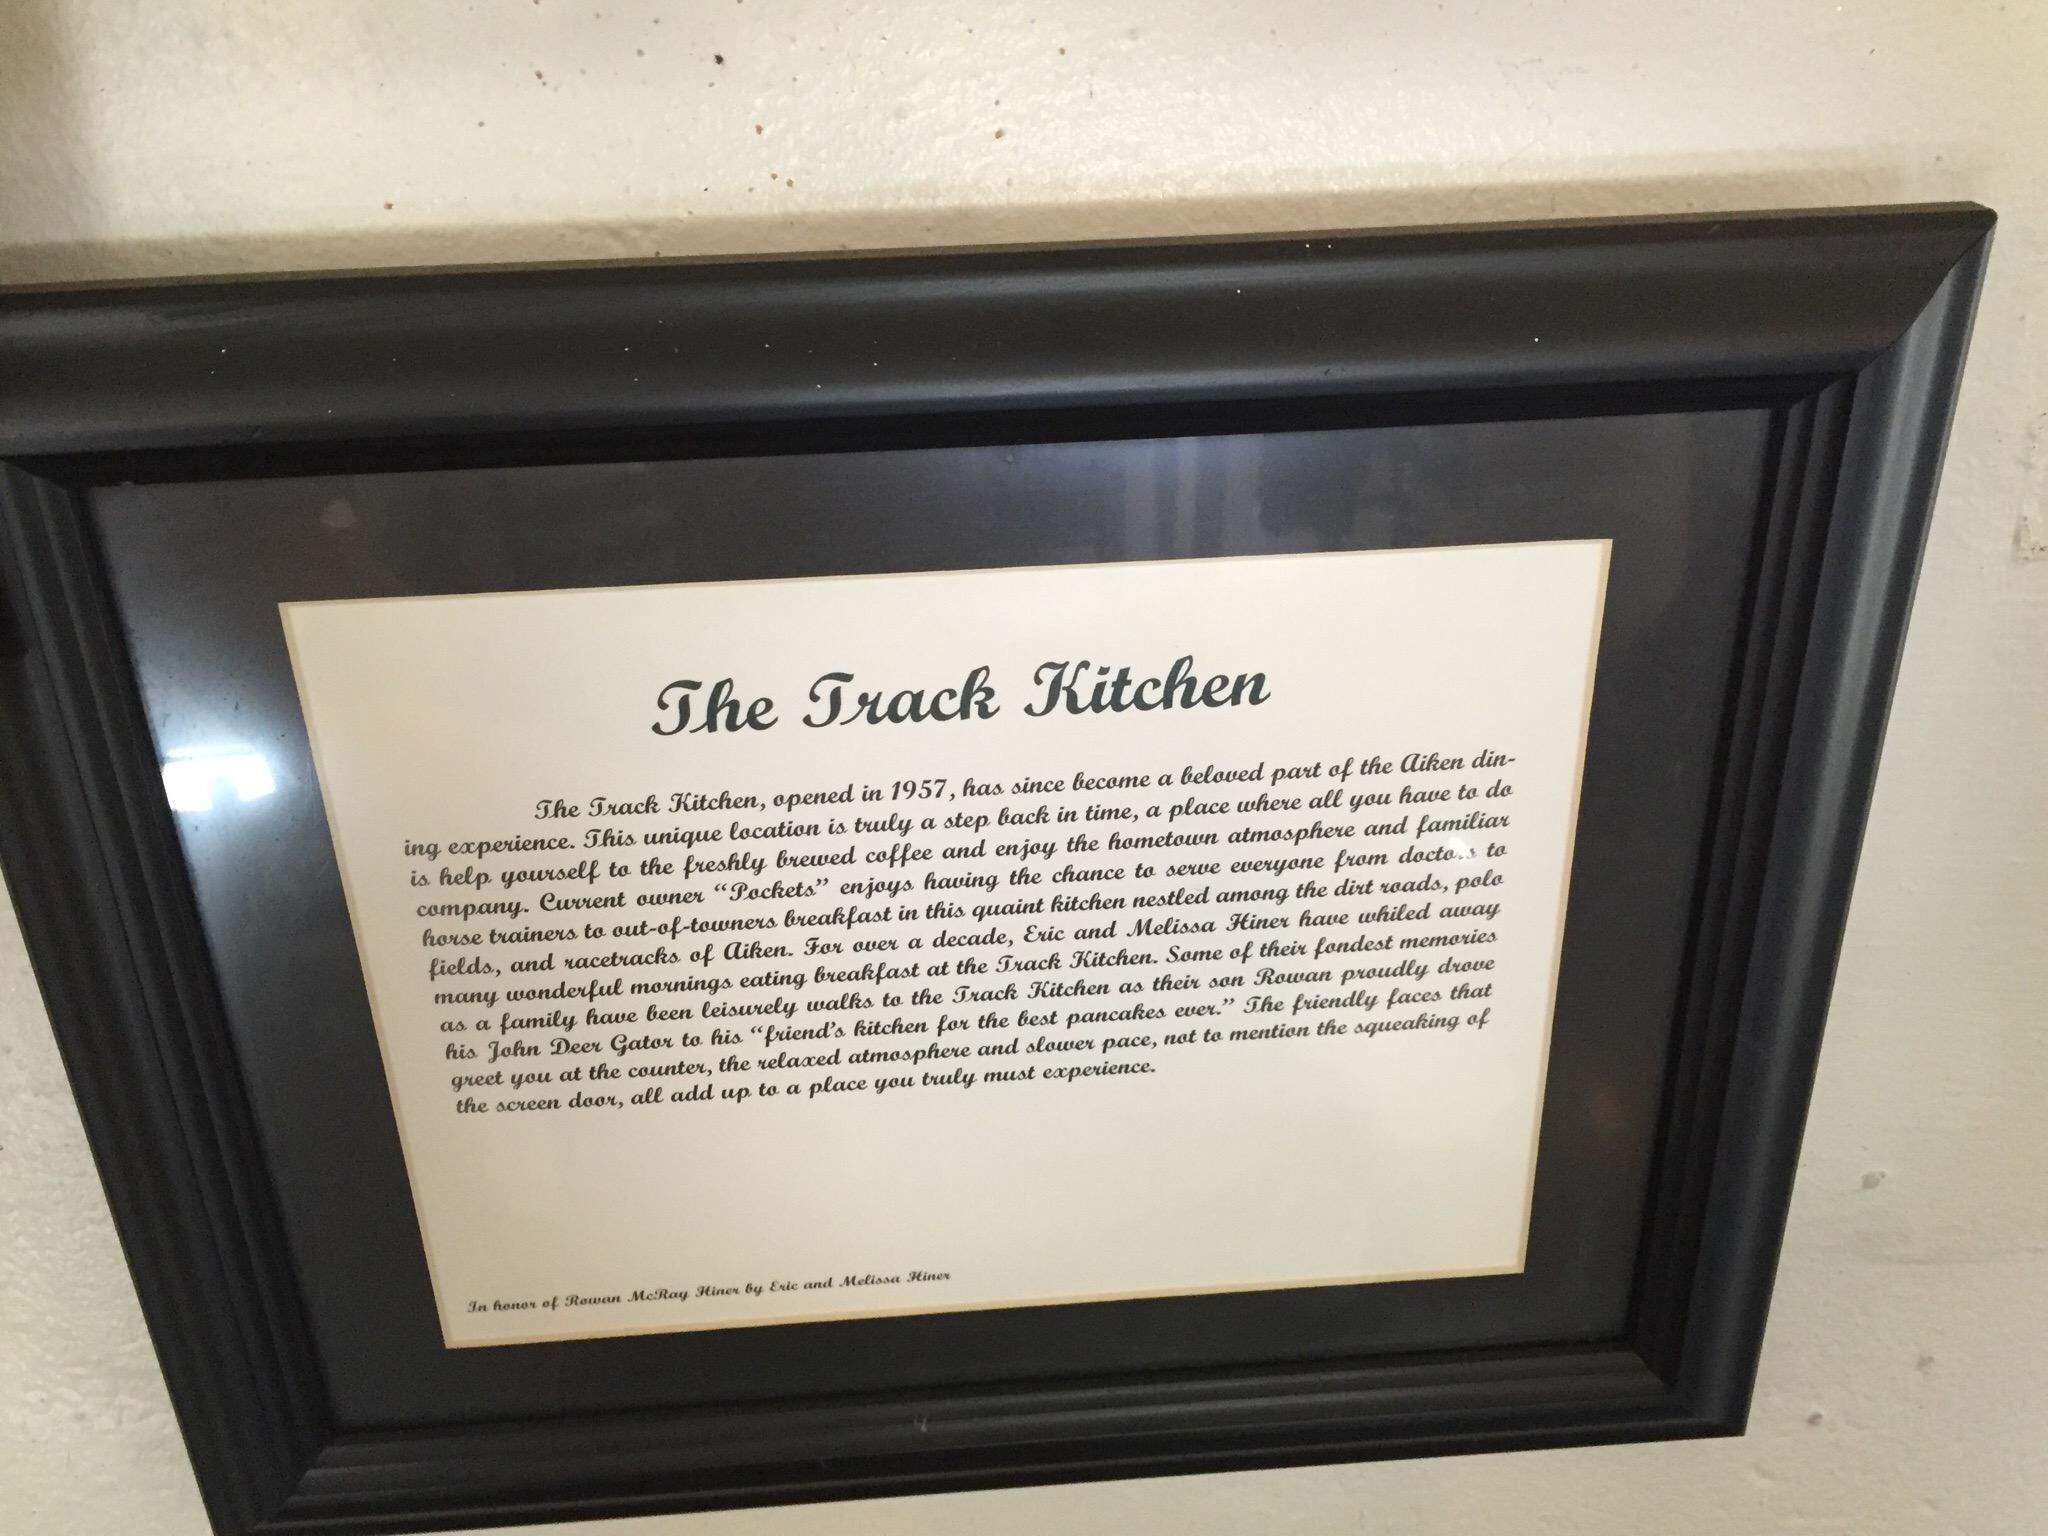 The Track Kitchen
The Track Kitchen, opened in 1957, has since become a beloved part of the Aiken din-
ing experience. This unique location is truly a step back in time, a place where all you have to do
is help yourself to the freshly brewed coffee and enjoy the hometown atmosphere and familiar
company. Current owner "Pockets" enjoys having the chance to serve everyone from doctors to
horse trainers to out-of-towners breakfast in this quaint kitchen nestled among the dirt roads, polo
fields, and racetracks of Aiken. For over a decade, Eric and Melissa Hiner have whiled away
many wonderful mornings eating breakfast at the Track Kitchen. Some of their fondest memories
as a family have been leisurely walks to the Track Kitchen as their son Rowan proudly drove
his John Deer Gator to his "friend's kitchen for the best pancakes ever." The friendly faces that
greet you at the counter, the relaxed atmosphere and slower pace, not to mention the squeaking of
the screen door, all add up to a place you truly must experience.
In honor of Rowan McRay Hiner by Eric and Melissa Hiner